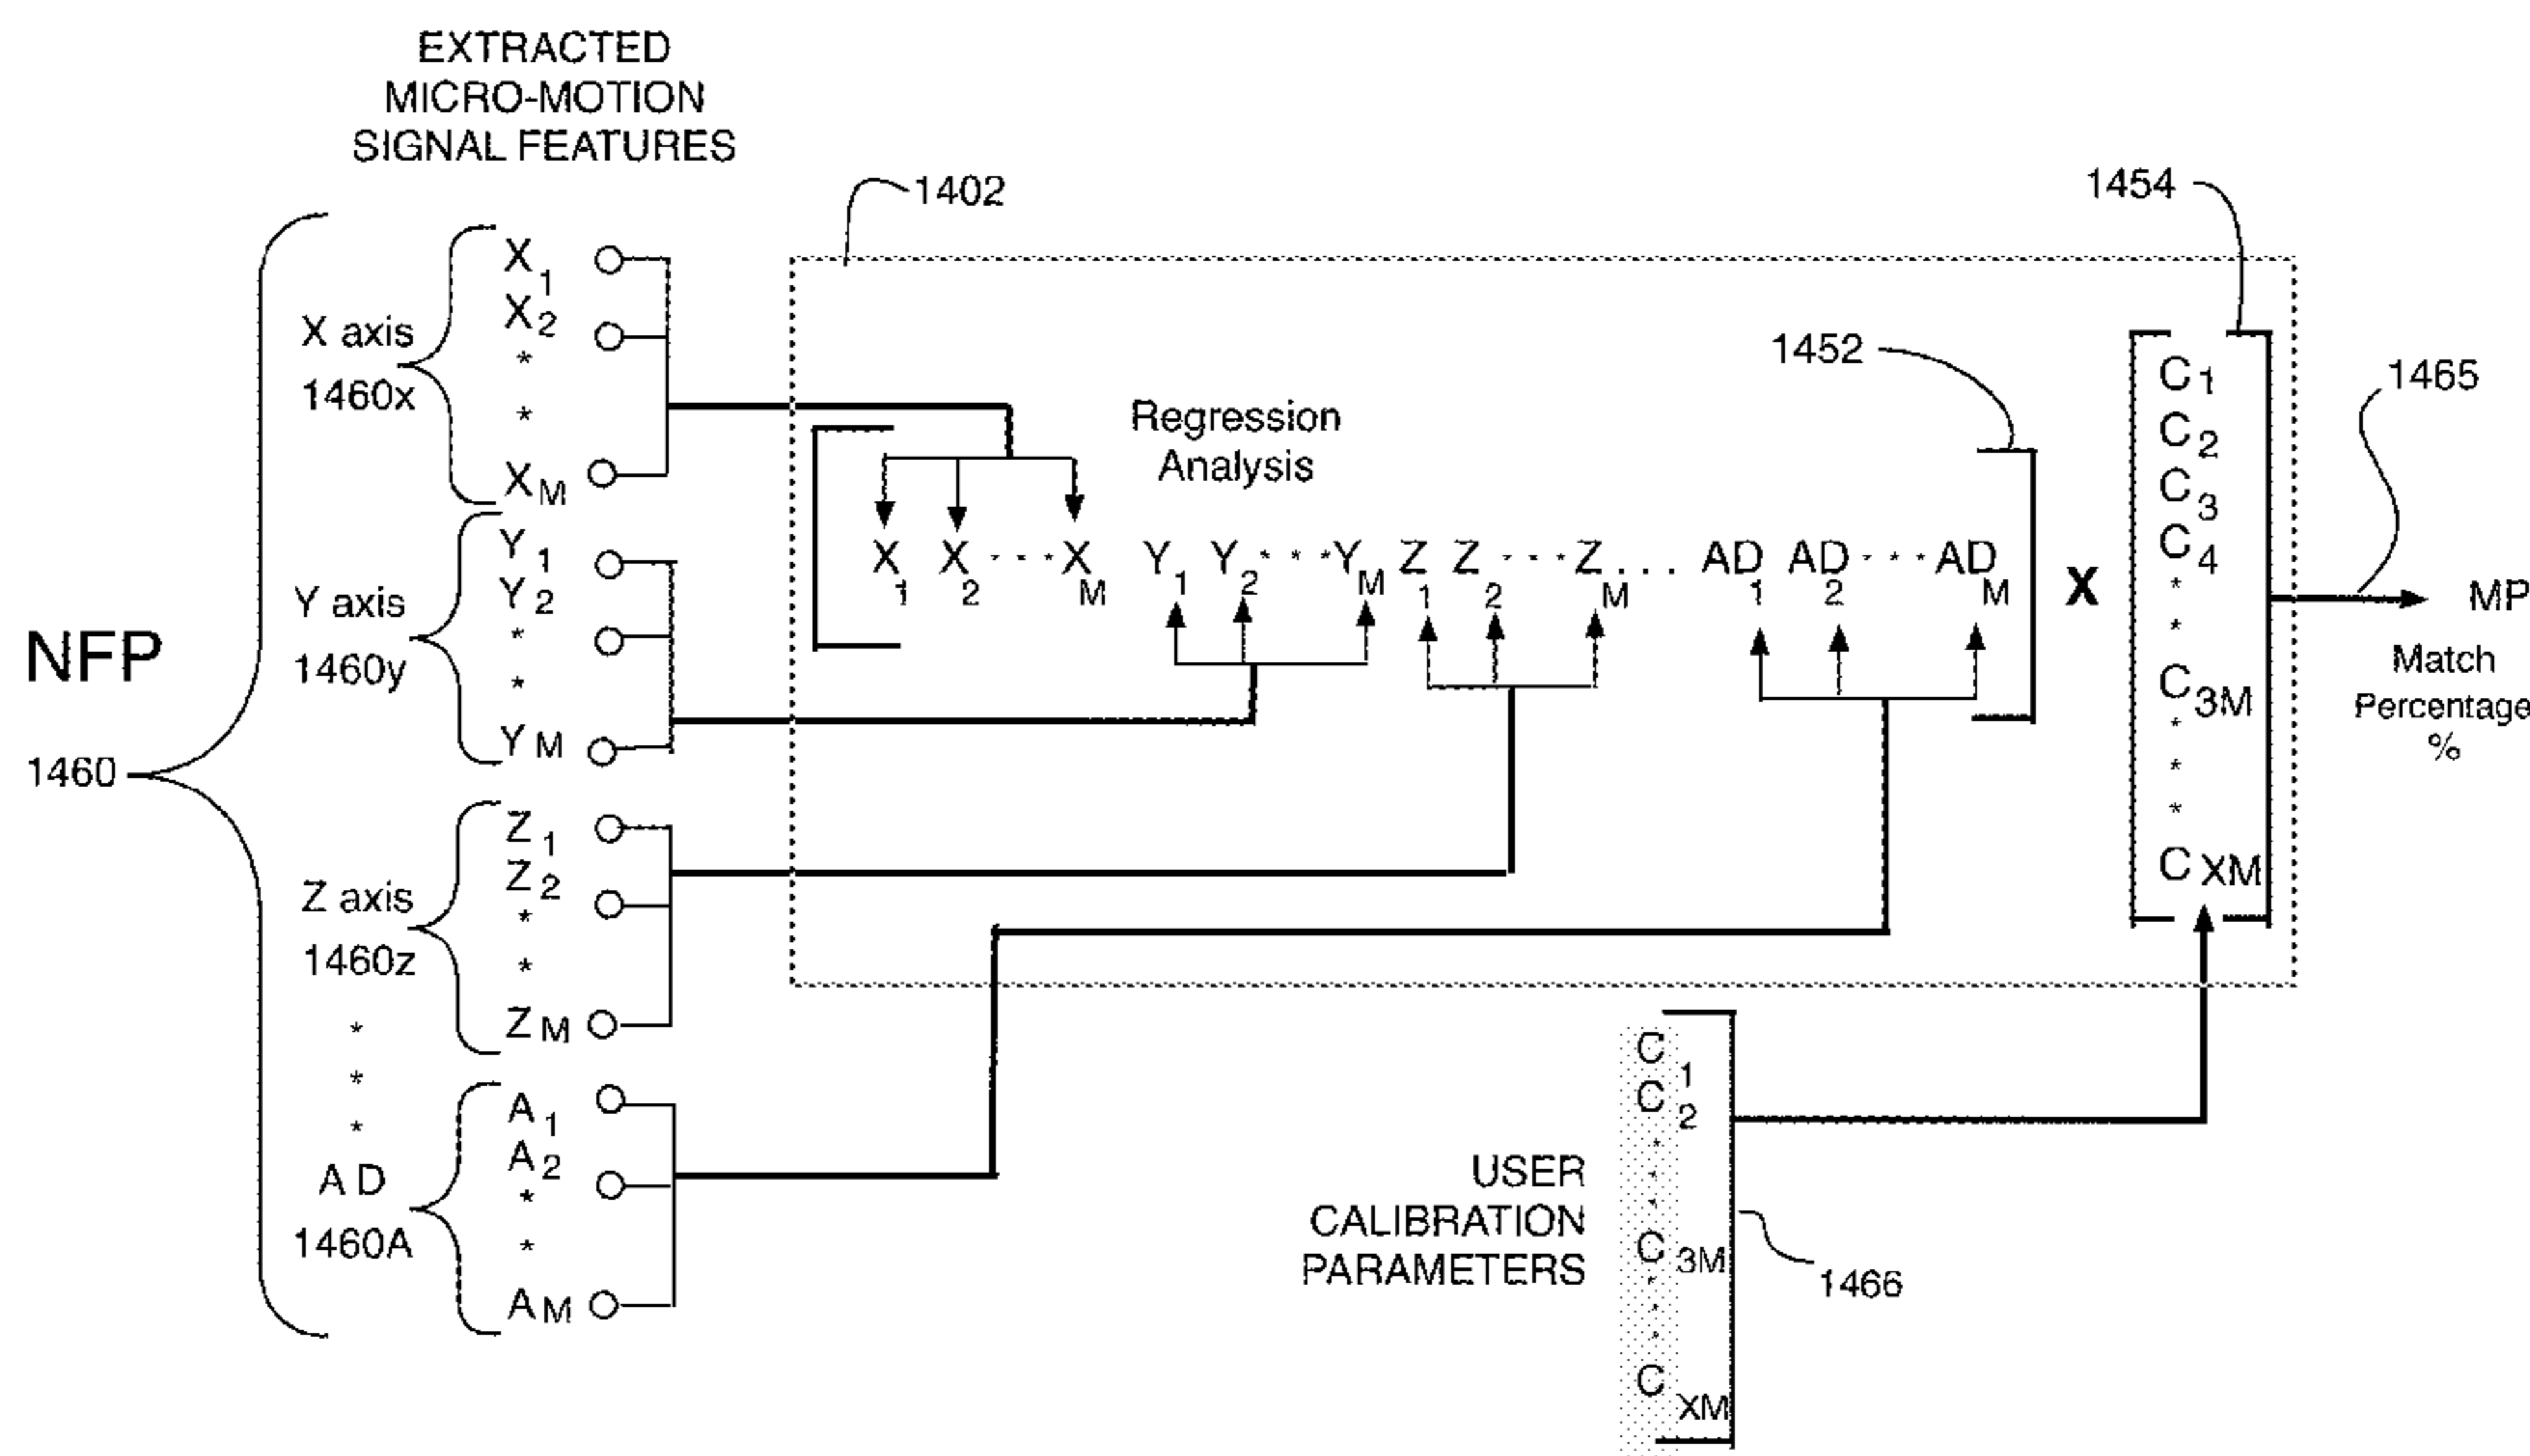 EXTRACTED
MICRO-MOTION
SIGNAL FEATURES
1402
1454
X1
X2
*
*
XM
X axis
1460x
1452
1465
Regression
Analysis
Y1
Y2
*
*
YM
Y axis
1460y
NFP
1460
X1 X2 - - - XM Y1 Y2 * * * YM Z1 Z2 - - - ZM . . . AD1 AD2 - - - ADM
X
C1
C2
C3
C4
*
*
C3M
*
*
*
CXM
MP
Match
Percentage
%
Z1
Z2
*
*
ZM
Z axis
1460z
*
*
*
A1
A2
*
*
AM
AD
1460A
USER
CALIBRATION
PARAMETERS
C1
C2
*
*
*
C3M
*
*
*
CXM
1466